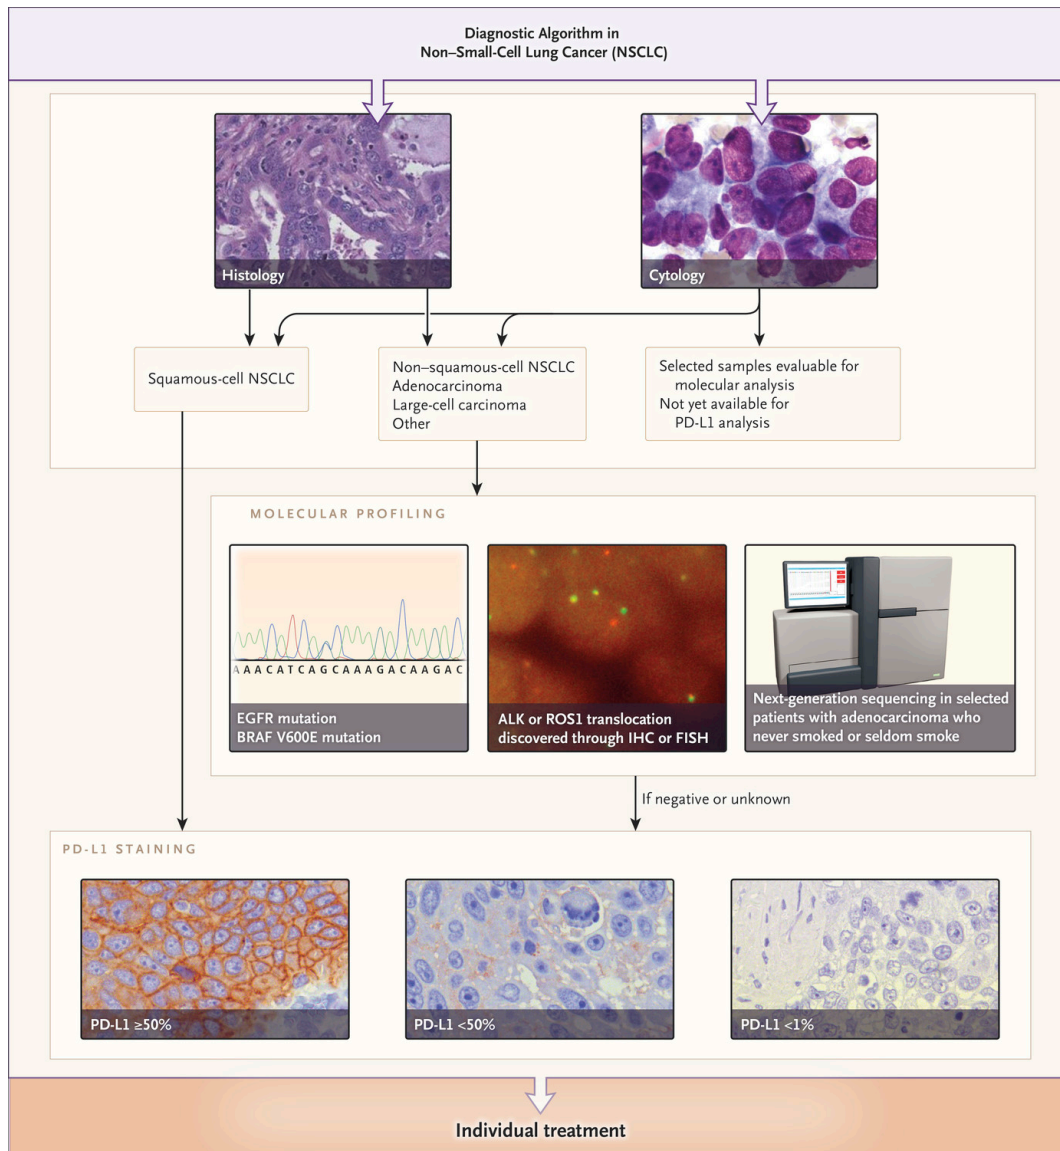 Diagnostic Algorithm in
Non–Small-Cell Lung Cancer (NSCLC)
Histology
Cytology
Squamous-cell NSCLC
Non–squamous-cell NSCLC
Adenocarcinoma
Large-cell carcinoma
Other
Selected samples evaluable for
molecular analysis
Not yet available for
PD-L1 analysis
MOLECULAR PROFILING
AAACATCAGCAAAGACAAGAC
EGFR mutation
BRAF V600E mutation
ALK or ROS1 translocation
discovered through IHC or FISH
Next-generation sequencing in selected
patients with adenocarcinoma who
never smoked or seldom smoke
If negative or unknown
PD-L1 STAINING
PD-L1 ≥50%
PD-L1 <50%
PD-L1 <1%
Individual treatment